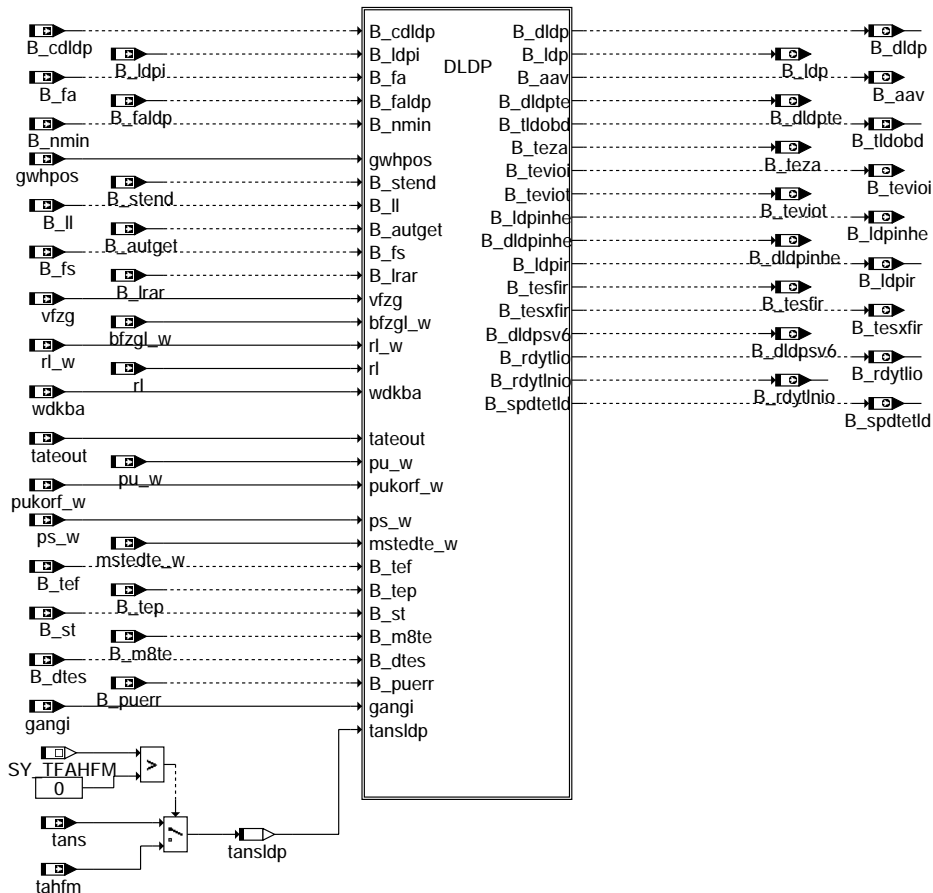 B_cdldp
B_ldpi
B_fa
B_faldp
B_nmin
gwhpos
B_stend
B_ll
B_autget
B_fs
B_lrar
vfzg
bfzgl_w
rl_w
rl
wdkba
tateout
pu_w
pukorf_w
ps_w
mstedte_w
B_tef
B_tep
B_st
B_m8te
B_dtes
B_puerr
gangi
SY_TFAHFM
0
>
tans
tahfm
tansldp
DLDP
B_cdldp
B_ldpi
B_fa
B_faldp
B_nmin
gwhpos
B_stend
B_ll
B_autget
B_fs
B_lrar
vfzg
bfzgl_w
rl_w
rl
wdkba
tateout
pu_w
pukorf_w
ps_w
mstedte_w
B_tef
B_tep
B_st
B_m8te
B_dtes
B_puerr
gangi
tansldp
B_dldp
B_ldp
B_aav
B_dldpte
B_tldobd
B_teza
B_tevioi
B_teviot
B_ldpinhe
B_dldpinhe
B_ldpir
B_tesfir
B_tesxfir
B_dldpsv6
B_rdytlio
B_rdytlnio
B_spdtetld
B_dldp
B_ldp
B_aav
B_dldpte
B_tldobd
B_teza
B_tevioi
B_teviot
B_ldpinhe
B_dldpinhe
B_ldpir
B_tesfir
B_tesxfir
B_dldpsv6
B_rdytlio
B_rdytlnio
B_spdtetld